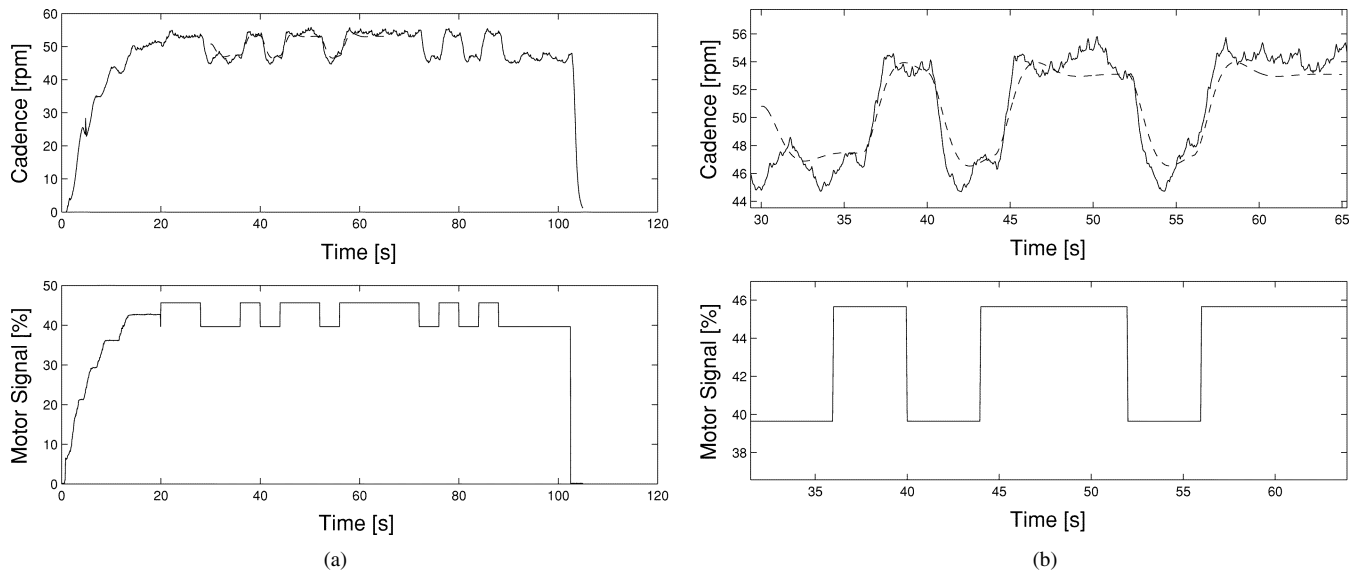 Cadence [rpm]
60
50
40
30
20
10
0
0 20 40 60 80 100 120
Time [s]
Motor Signal [%]
50
40
30
20
10
0
0 20 40 60 80 100 120
Time [s]
(a)
Cadence [rpm]
56
54
52
50
48
46
44
30 35 40 45 50 55 60 65
Time [s]
Motor Signal [%]
46
44
42
40
38
35 40 45 50 55 60
Time [s]
(b)